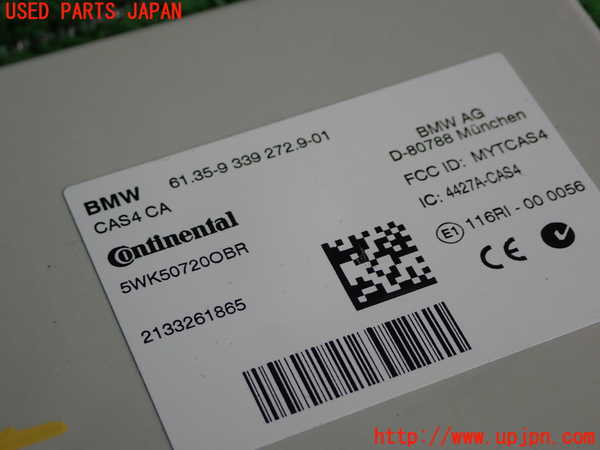 USED PARTS JAPAN
BMW 61.35-9 339 272.9-01
CAS4 CA
Continental
5WK50720OBR
2133261865
BMW AG
D-80788 München
FCC ID: MYTCAS4
IC: 4427A-CAS4
E1 116RI - 00 0056
CE
http://www.upjpn.com